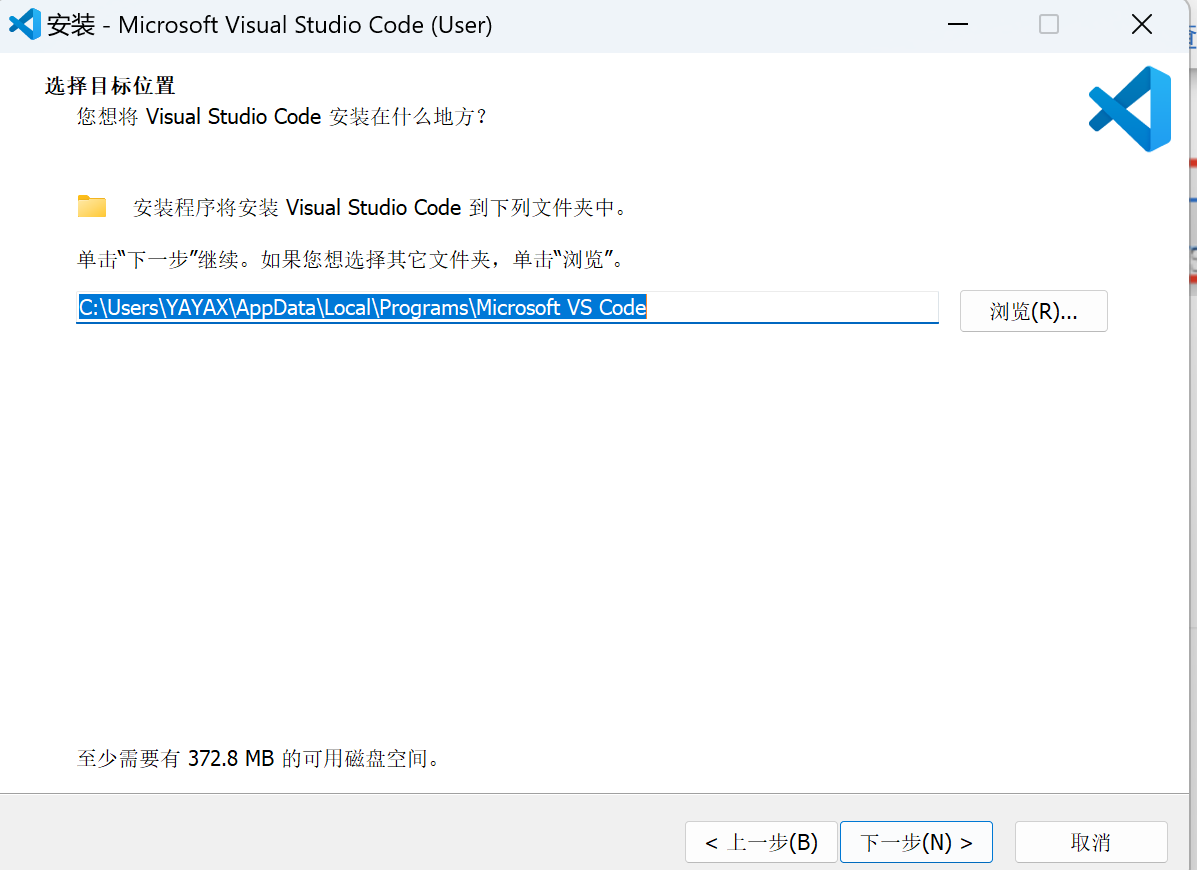 安装 - Microsoft Visual Studio Code (User)
选择目标位置
您想将 Visual Studio Code 安装在什么地方？
安装程序将安装 Visual Studio Code 到下列文件夹中。
单击“下一步”继续。如果您想选择其它文件夹，单击“浏览”。
C:\Users\YAYAX\AppData\Local\Programs\Microsoft VS Code
浏览(R)...
至少需要有 372.8 MB 的可用磁盘空间。
< 上一步(B)
下一步(N) >
取消